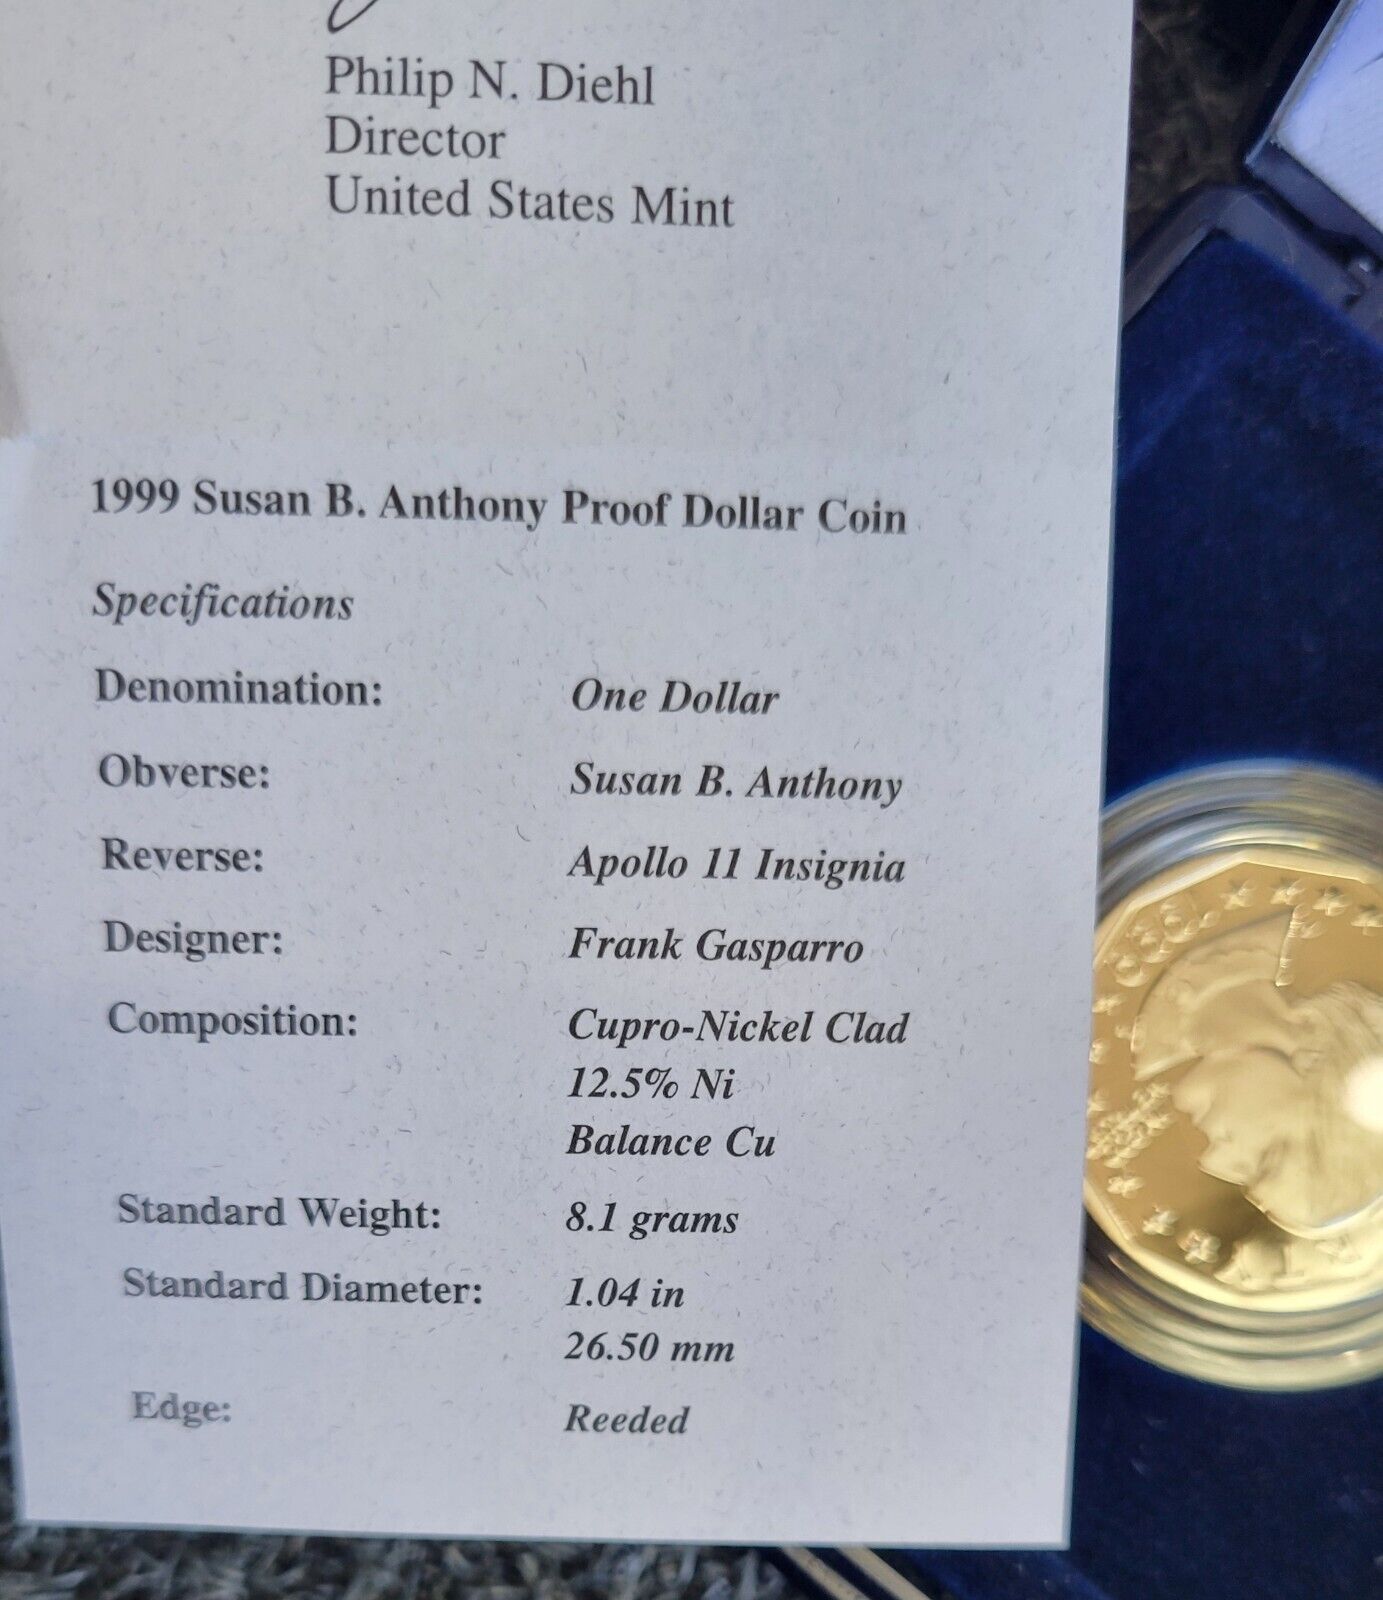 Philip N. Diehl
Director
United States Mint
1999 Susan B. Anthony Proof Dollar Coin
Specifications
Denomination: One Dollar
Obverse: Susan B. Anthony
Reverse: Apollo 11 Insignia
Designer: Frank Gasparro
Composition: Cupro-Nickel Clad
12.5% Ni
Balance Cu
Standard Weight: 8.1 grams
Standard Diameter: 1.04 in
26.50 mm
Edge: Reeded